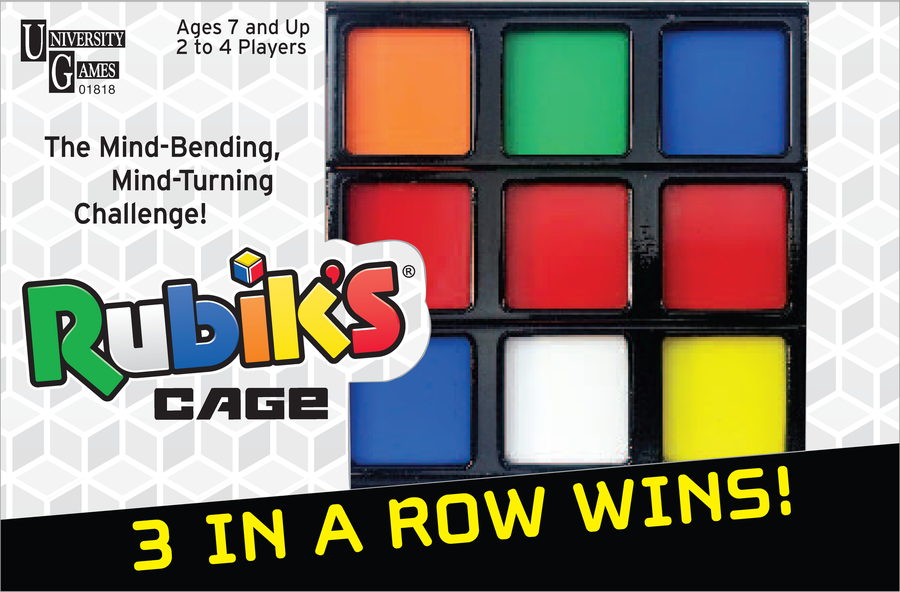 UNIVERSITY
GAMES
01818
Ages 7 and Up
2 to 4 Players
The Mind-Bending,
Mind-Turning
Challenge!
Rubik's®
CAGE
3 IN A ROW WINS!